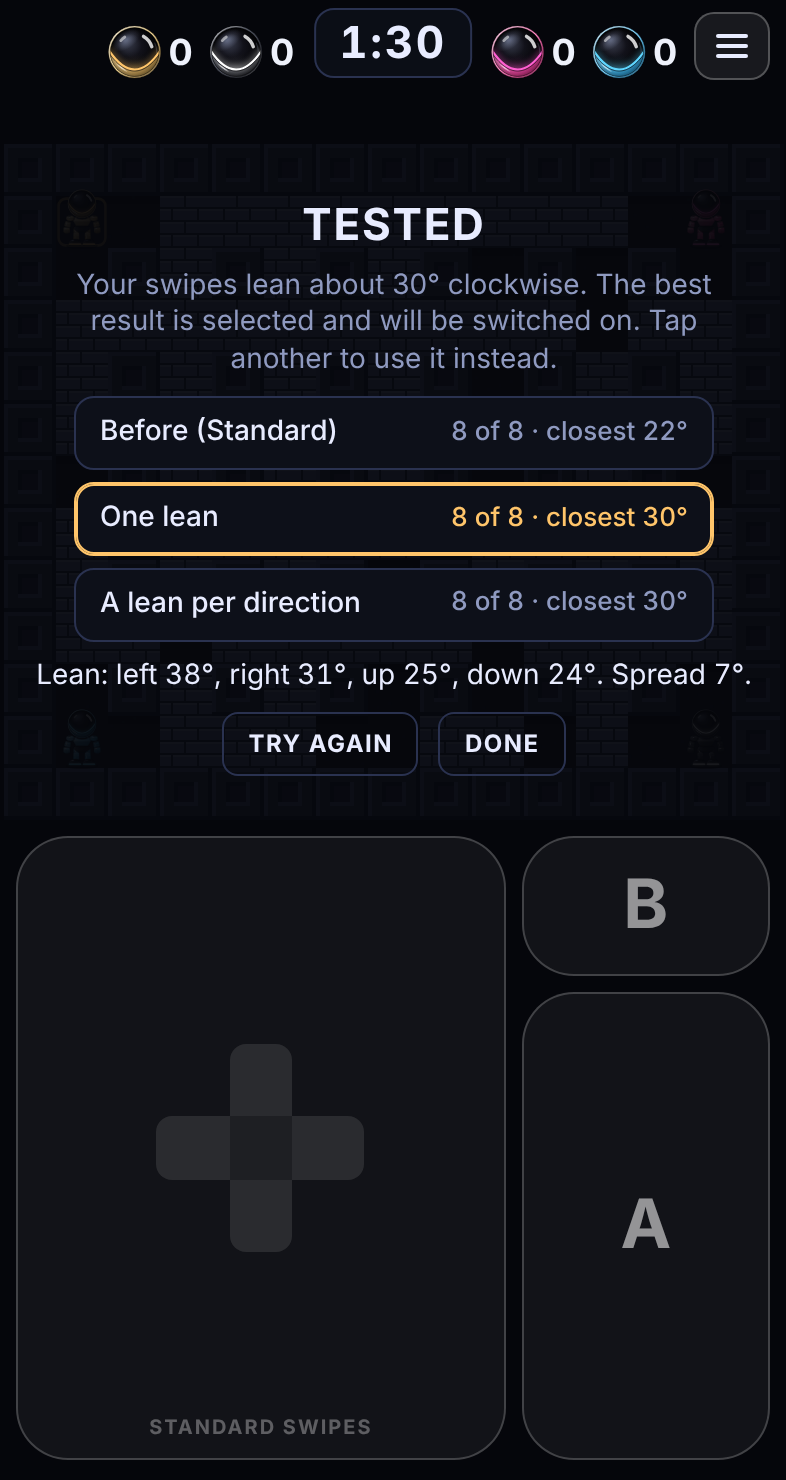 0 0 1:30 0 0
TESTED
Your swipes lean about 30° clockwise. The best
result is selected and will be switched on. Tap
another to use it instead.
Before (Standard) 8 of 8 · closest 22°
One lean 8 of 8 · closest 30°
A lean per direction 8 of 8 · closest 30°
Lean: left 38°, right 31°, up 25°, down 24°. Spread 7°.
TRY AGAIN DONE
B
A
STANDARD SWIPES